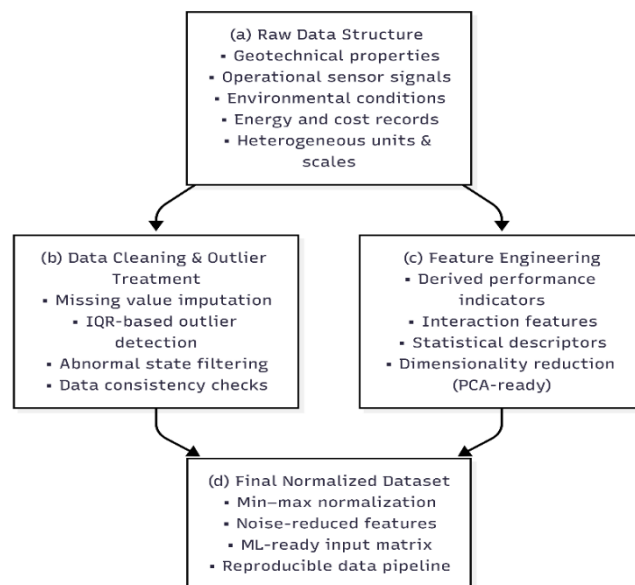 (a) Raw Data Structure
▪ Geotechnical properties
▪ Operational sensor signals
▪ Environmental conditions
▪ Energy and cost records
▪ Heterogeneous units &
scales
(b) Data Cleaning & Outlier
Treatment
▪ Missing value imputation
▪ IQR-based outlier
detection
▪ Abnormal state filtering
▪ Data consistency checks
(c) Feature Engineering
▪ Derived performance
indicators
▪ Interaction features
▪ Statistical descriptors
▪ Dimensionality reduction
(PCA-ready)
(d) Final Normalized Dataset
▪ Min–max normalization
▪ Noise-reduced features
▪ ML-ready input matrix
▪ Reproducible data pipeline